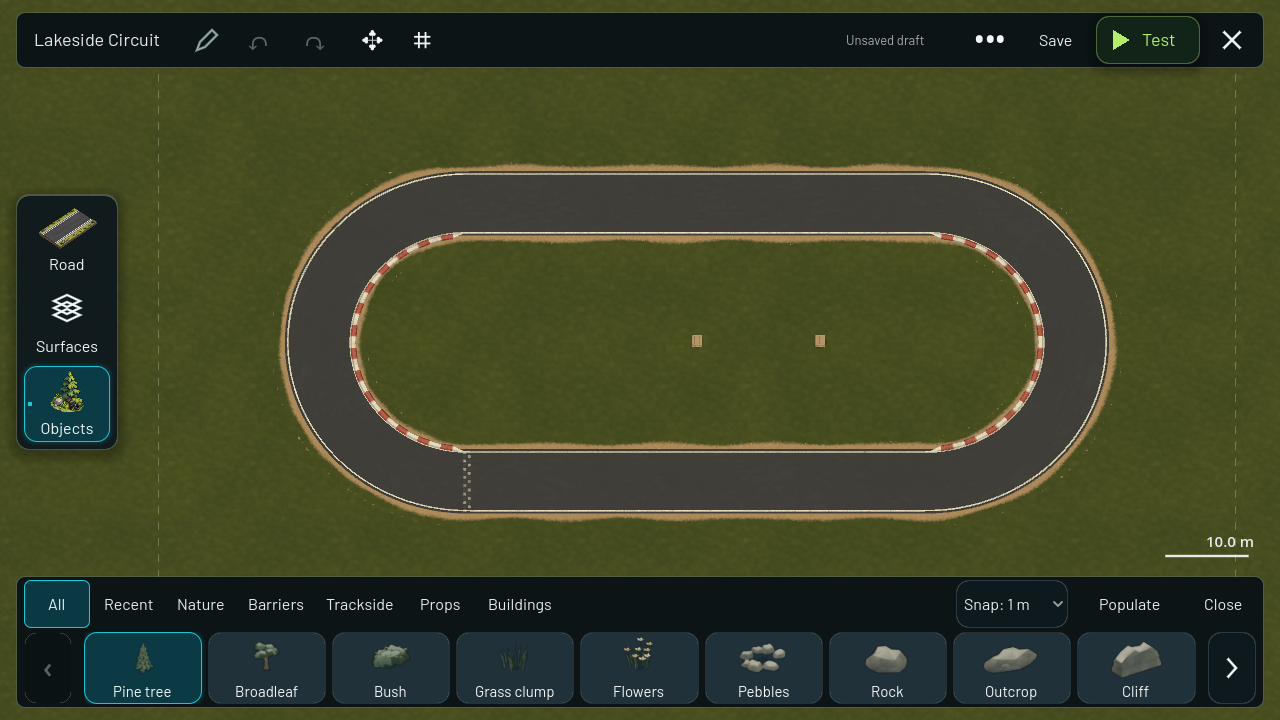 Lakeside Circuit
Unsaved draft
Save
Test
Road
Surfaces
Objects
10.0 m
All
Recent
Nature
Barriers
Trackside
Props
Buildings
Snap: 1 m
Populate
Close
Pine tree
Broadleaf
Bush
Grass clump
Flowers
Pebbles
Rock
Outcrop
Cliff